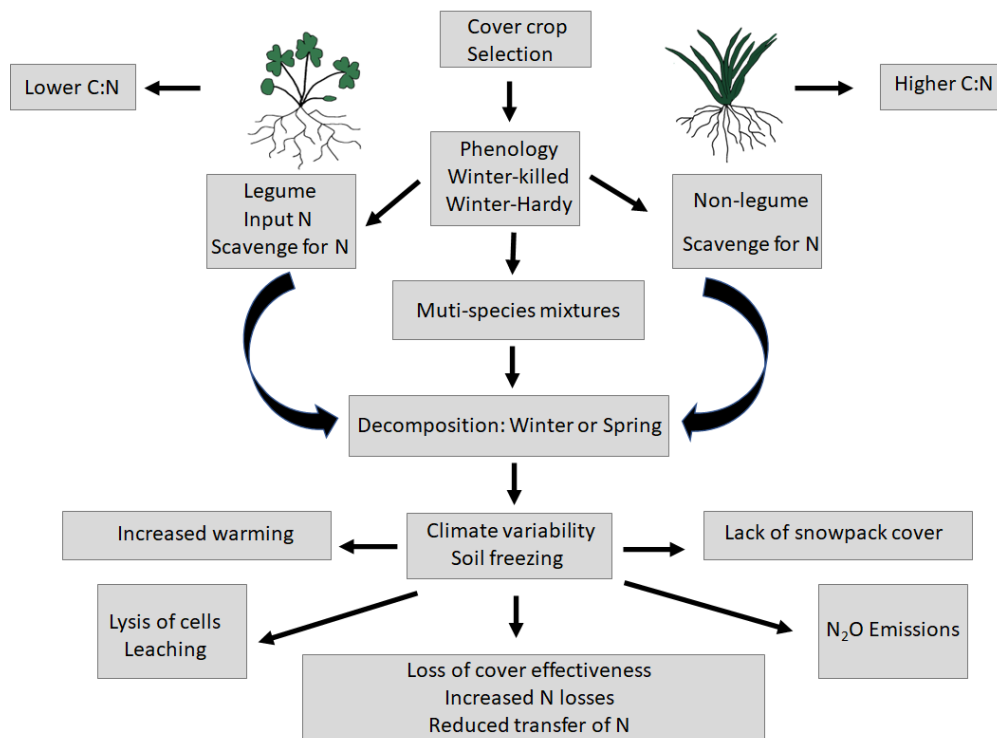 Cover crop
Selection
Lower C:N
Higher C:N
Phenology
Winter-killed
Winter-Hardy
Legume
Input N
Scavenge for N
Non-legume
Scavenge for N
Muti-species mixtures
Decomposition: Winter or Spring
Increased warming
Climate variability
Soil freezing
Lack of snowpack cover
Lysis of cells
Leaching
N₂O Emissions
Loss of cover effectiveness
Increased N losses
Reduced transfer of N